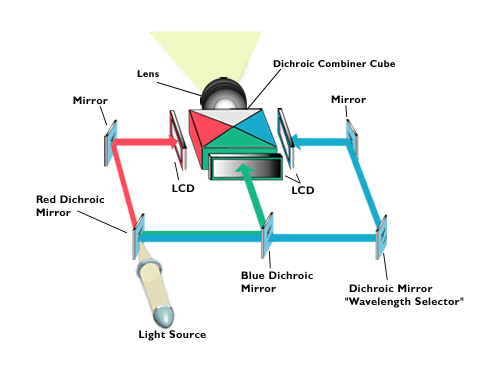 Lens
Dichroic Combiner Cube
Mirror
Mirror
LCD
LCD
Red Dichroic
Mirror
Blue Dichroic
Mirror
Dichroic Mirror
"Wavelength Selector"
Light Source